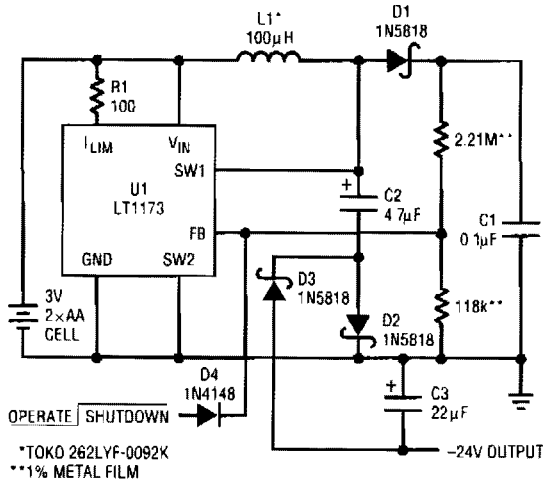 L1*
100μH
D1
1N5818
R1
100
I LIM
V IN
SW1
U1
LT1173
FB
GND
SW2
2.21M**
C2
4.7μF
C1
0.1μF
D3
1N5818
118k**
3V
2×AA
CELL
D2
1N5818
D4
1N4148
C3
22μF
OPERATE SHUTDOWN
−24V OUTPUT
*TOKO 262LYF-0092K
**1% METAL FILM